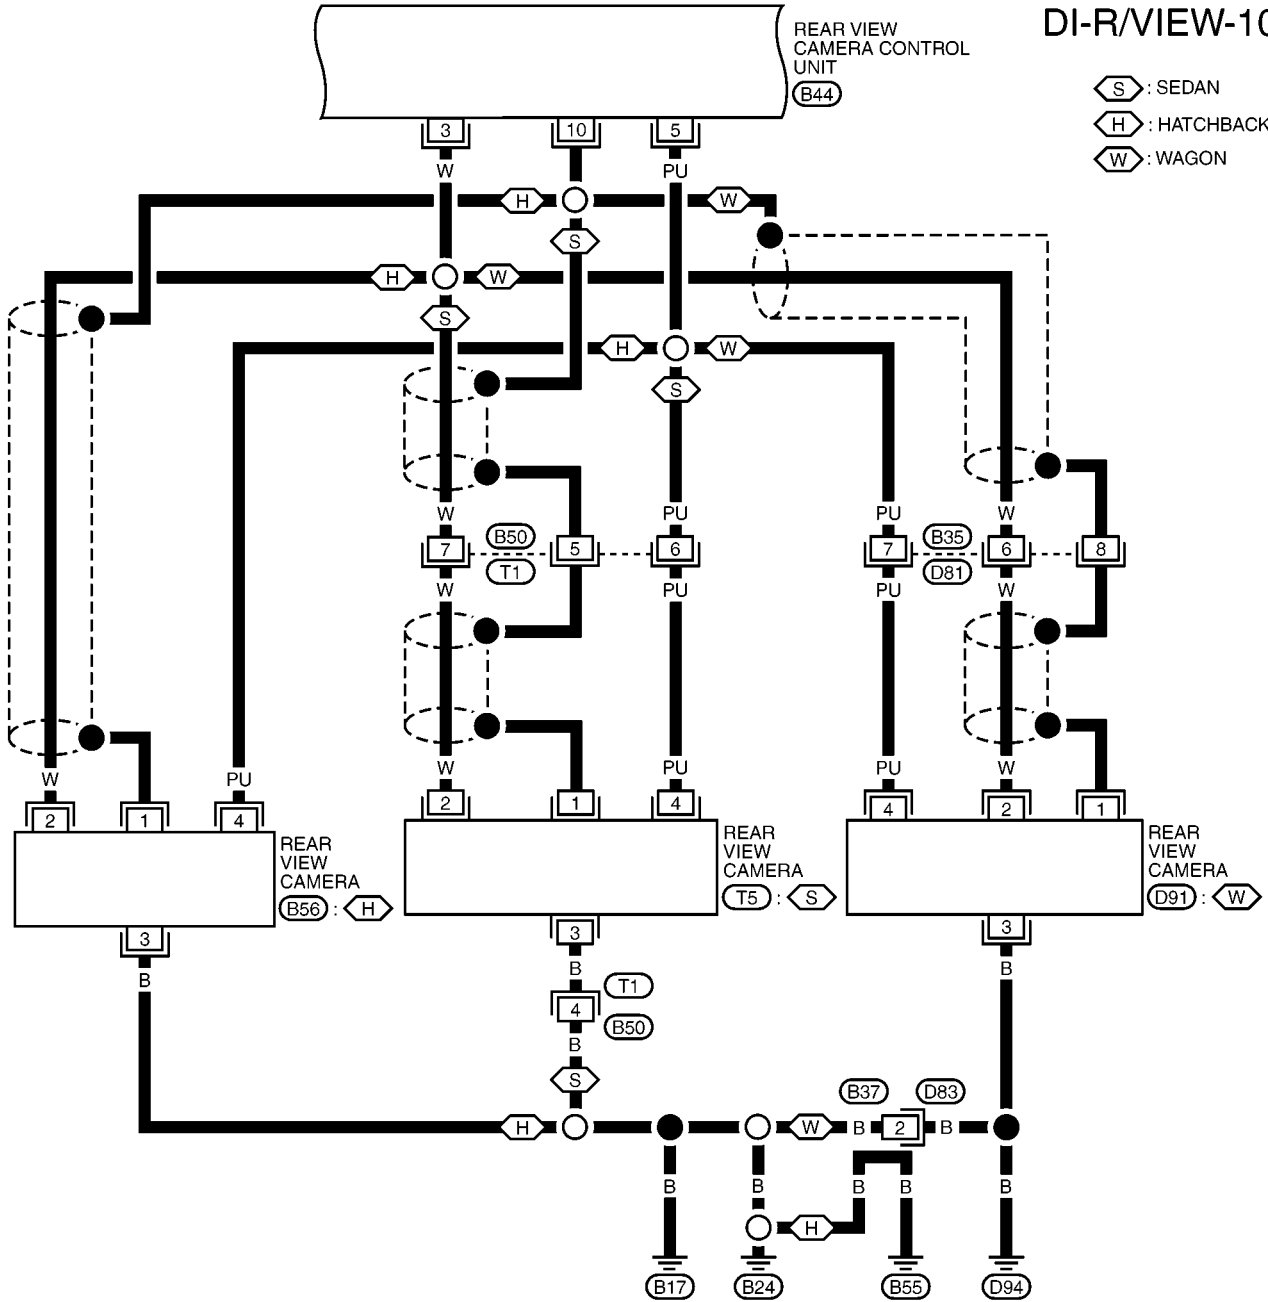 DI-R/VIEW-10
REAR VIEW
CAMERA CONTROL
UNIT
B44
S : SEDAN
H : HATCHBACK
W : WAGON
3 10 5
W PU
H W
S
H W
S
H W
S
W PU PU W
7 B50 5 6 7 B35 6 8
T1 D81
W PU PU W
W PU W PU PU W
2 1 4 2 1 4 4 2 1
REAR
VIEW
CAMERA
B56 : H
REAR
VIEW
CAMERA
T5 : S
REAR
VIEW
CAMERA
D91 : W
3 3 3
B B B
T1
4
B50
B
S
B37 D83
H W B 2 B
B B B B B
H
B17 B24 B55 D94